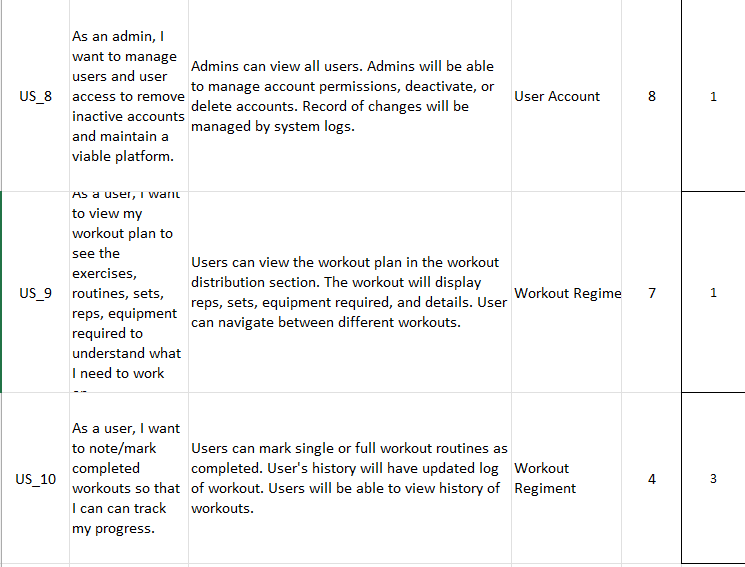 As an admin, I
want to manage
users and user
US_8
access to remove
inactive accounts
and maintain a
viable platform.
Admins can view all users. Admins will be able
to manage account permissions, deactivate, or
delete accounts. Record of changes will be
managed by system logs.
User Account
8
1
As a user, I want
to view my
workout plan to
see the
exercises,
US_9
routines, sets,
reps, equipment
required to
understand what
I need to work
Users can view the workout plan in the workout
distribution section. The workout will display
reps, sets, equipment required, and details. User
can navigate between different workouts.
Workout Regime
7
1
As a user, I want
to note/mark
completed
US_10
workouts so that
I can can track
my progress.
Users can mark single or full workout routines as
completed. User's history will have updated log
of workout. Users will be able to view history of
workouts.
Workout
Regiment
4
3